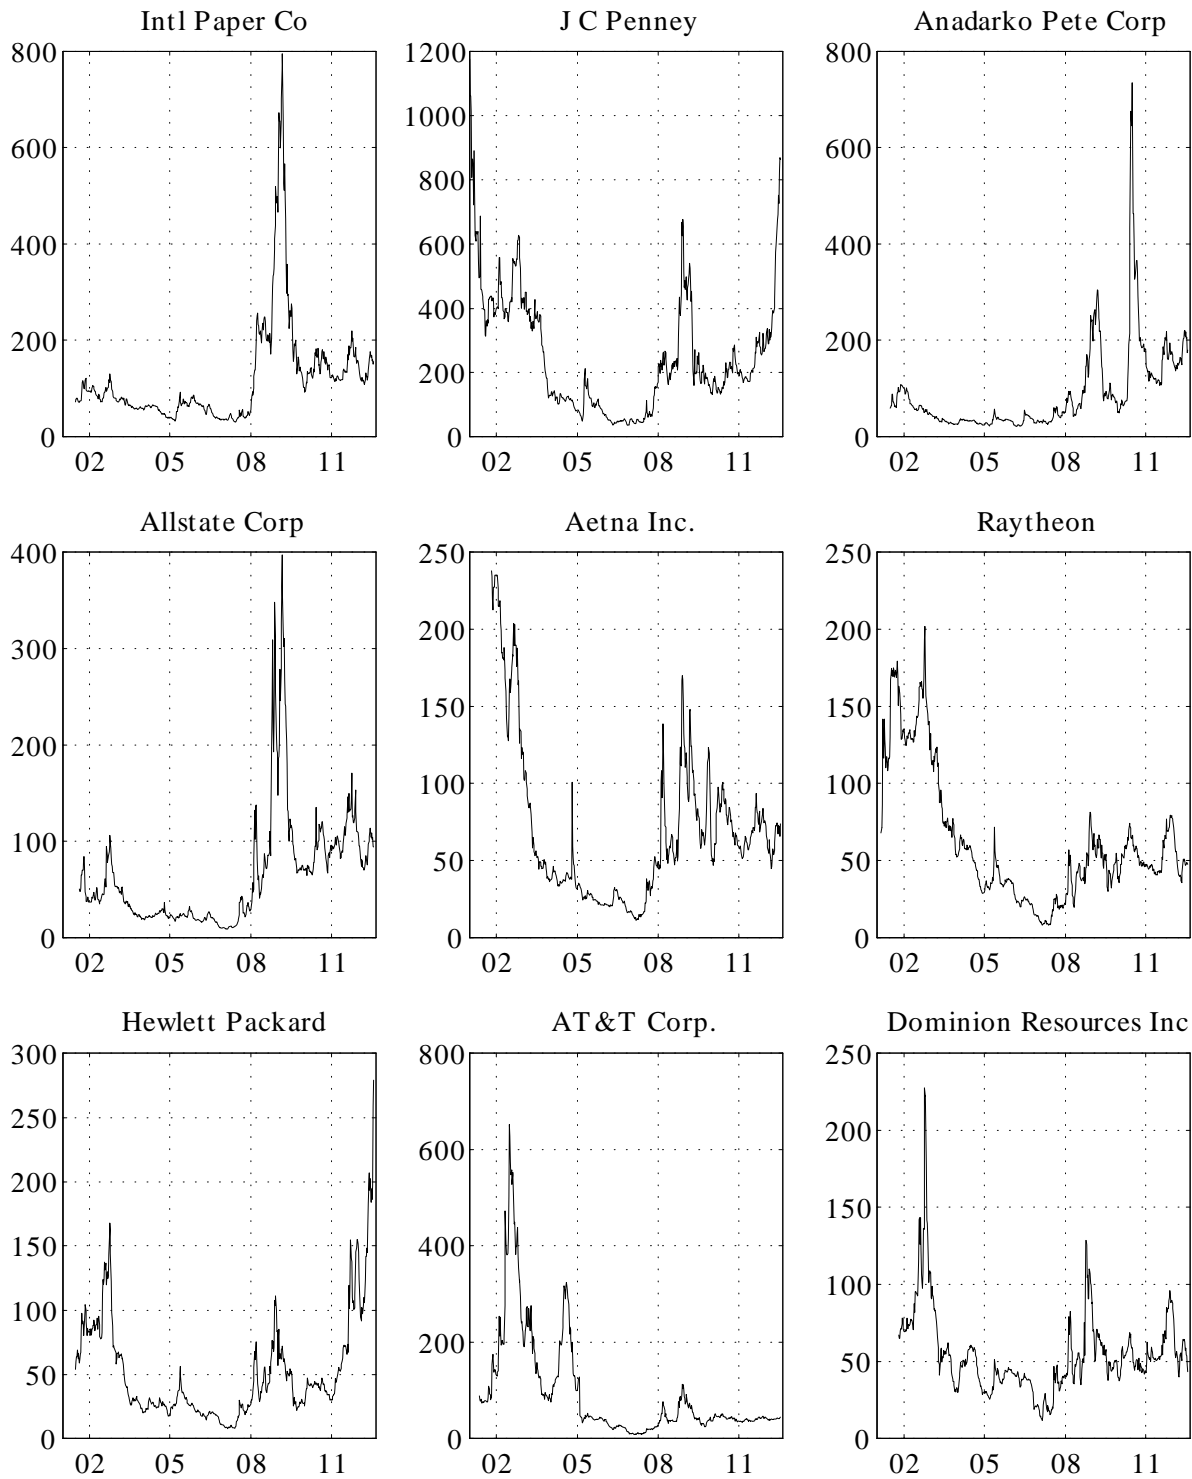 Intl Paper Co
J C Penney
Anadarko Pete Corp
800
600
400
200
0
02 05 08 11
1200
1000
800
600
400
200
0
02 05 08 11
800
600
400
200
0
02 05 08 11
Allstate Corp
Aetna Inc.
Raytheon
400
300
200
100
0
02 05 08 11
250
200
150
100
50
0
02 05 08 11
250
200
150
100
50
0
02 05 08 11
Hewlett Packard
AT&T Corp.
Dominion Resources Inc
300
250
200
150
100
50
0
02 05 08 11
800
600
400
200
0
02 05 08 11
250
200
150
100
50
0
02 05 08 11